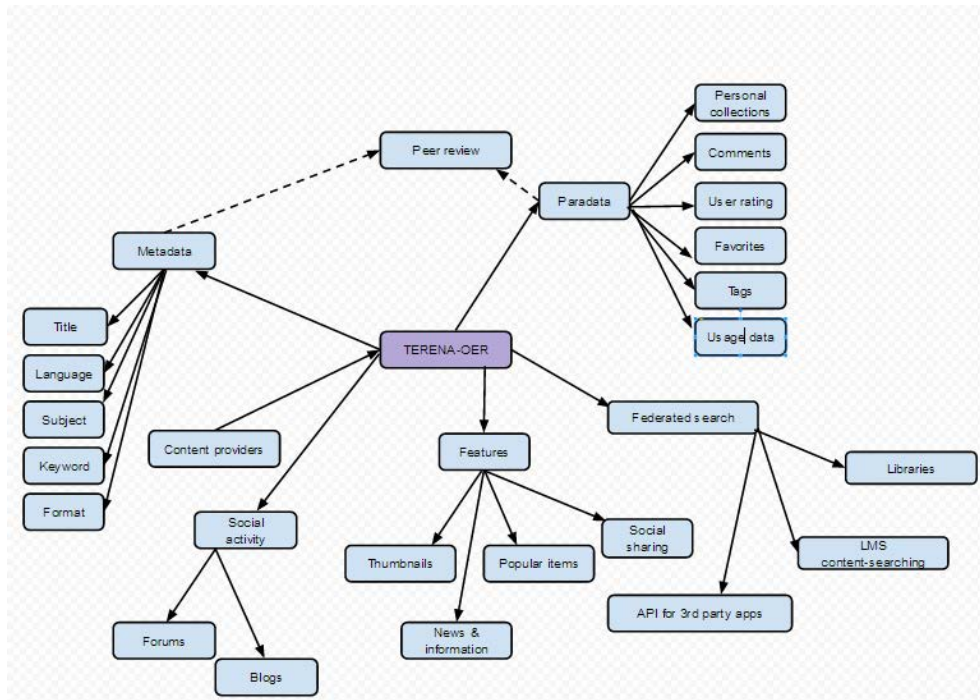 Personal
collections
Peer review
Comments
Paradata
User rating
Metadata
Favorites
Tags
Title
Usage data
TERENA-OER
Language
Subject
Federated search
Content providers
Features
Keyword
Libraries
Format
Social
activity
Social
sharing
Thumbnails
Popular items
LMS
content-searching
API for 3rd party apps
Forums
News &
information
Blogs